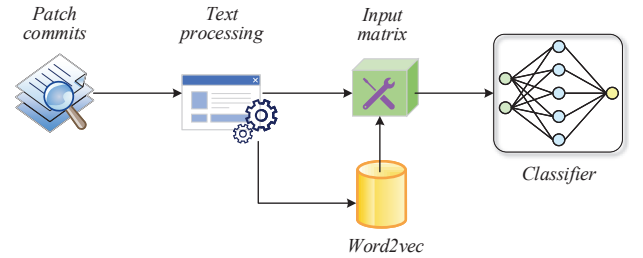 Patch
commits
Text
processing
Input
matrix
Classifier
Word2vec